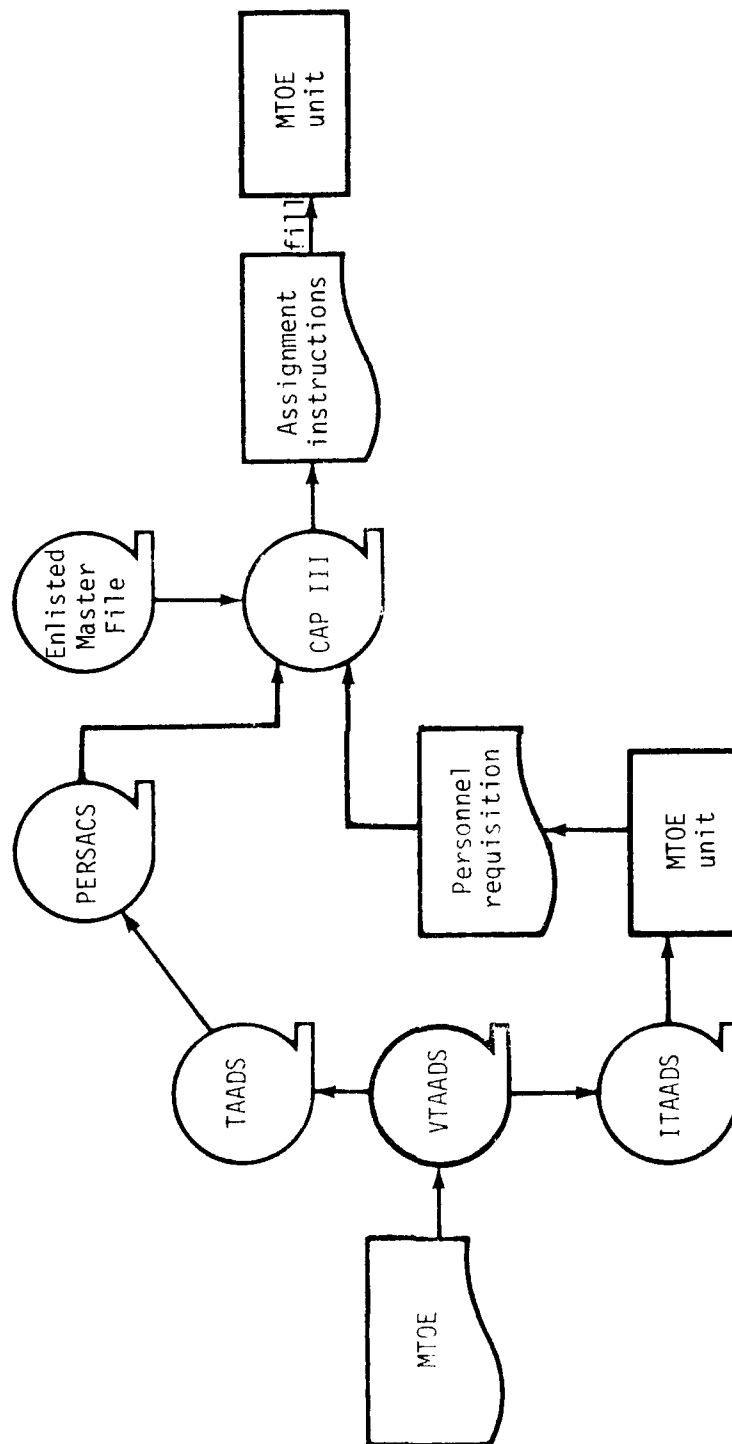 MTOE
VTAADS
TAADS
ITAADS
PERSACS
MTOE
unit
Personnel
requisition
Enlisted
Master
File
CAP III
Assignment
instructions
fill
MTOE
unit